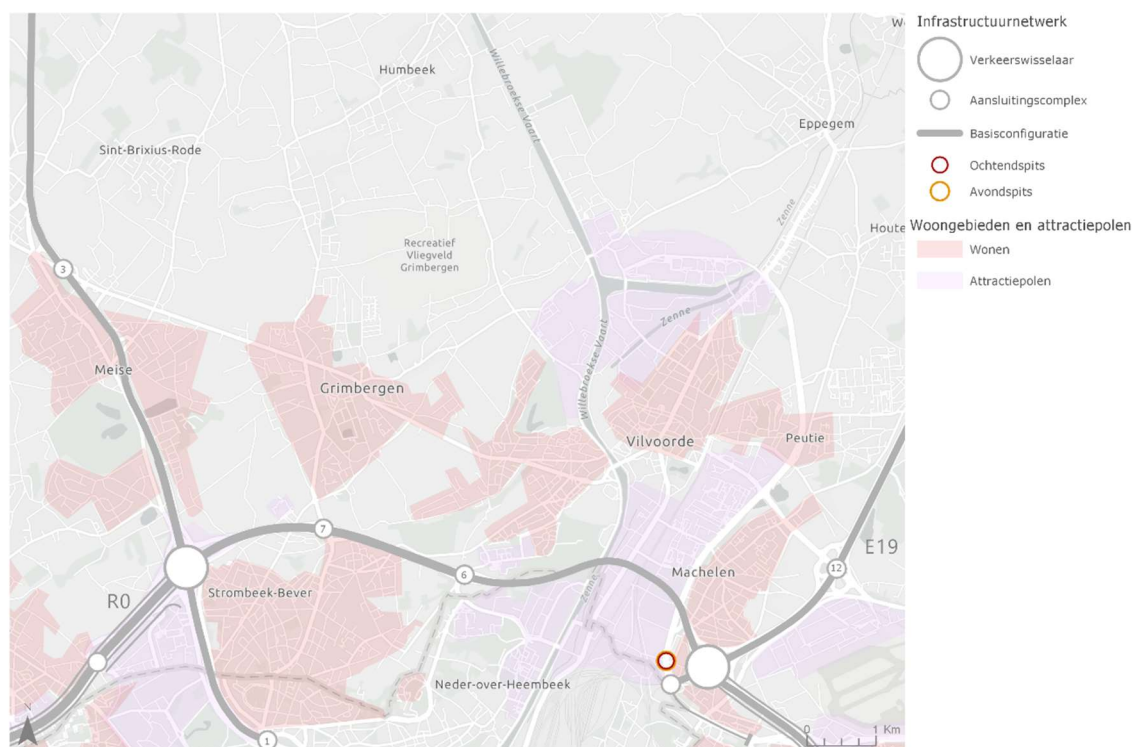 Humbeek
Willebroekse Vaart
Eppegem
Sint-Brixius-Rode
Zenne
Houte
Recreatief
Vliegveld
Grimbergen
3
Zenne
Willebroekse Vaart
Meise
Grimbergen
Vilvoorde
Peutie
7
E19
6
12
Machelen
R0
Strombeek-Bever
Zenne
Neder-over-Heembeek
N
1
0 1 Km
Infrastructuurnetwerk
Verkeerswisselaar
Aansluitingscomplex
Basisconfiguratie
Ochtendspits
Avondspits
Woongebieden en attractiepolen
Wonen
Attractiepolen